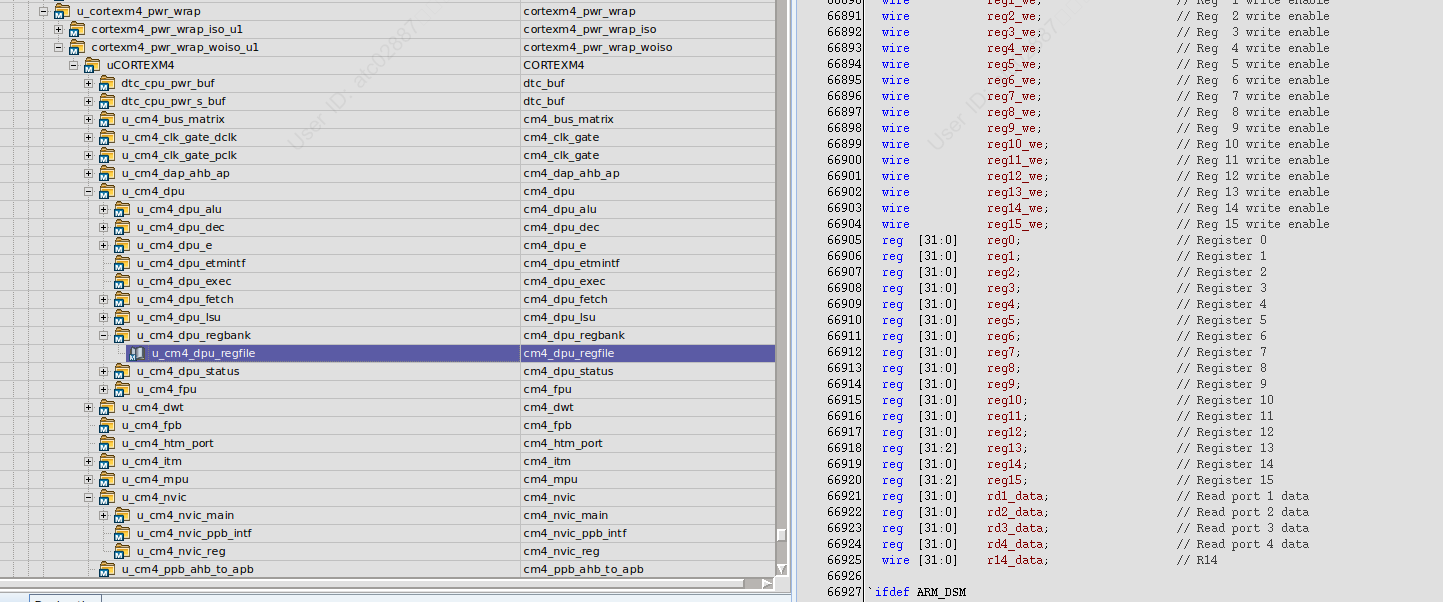 u_cortexm4_pwr_wrap cortexm4_pwr_wrap
cortexm4_pwr_wrap_iso_u1 cortexm4_pwr_wrap_iso
cortexm4_pwr_wrap_woiso_u1 cortexm4_pwr_wrap_woiso
uCORTEXM4 CORTEXM4
dtc_cpu_pwr_buf dtc_buf
dtc_cpu_pwr_s_buf dtc_buf
u_cm4_bus_matrix cm4_bus_matrix
u_cm4_clk_gate_dclk cm4_clk_gate
u_cm4_clk_gate_pclk cm4_clk_gate
u_cm4_dap_ahb_ap cm4_dap_ahb_ap
u_cm4_dpu cm4_dpu
u_cm4_dpu_alu cm4_dpu_alu
u_cm4_dpu_dec cm4_dpu_dec
u_cm4_dpu_e cm4_dpu_e
u_cm4_dpu_etmintf cm4_dpu_etmintf
u_cm4_dpu_exec cm4_dpu_exec
u_cm4_dpu_fetch cm4_dpu_fetch
u_cm4_dpu_lsu cm4_dpu_lsu
u_cm4_dpu_regbank cm4_dpu_regbank
u_cm4_dpu_regfile cm4_dpu_regfile
u_cm4_dpu_status cm4_dpu_status
u_cm4_fpu cm4_fpu
u_cm4_dwt cm4_dwt
u_cm4_fpb cm4_fpb
u_cm4_htm_port cm4_htm_port
u_cm4_itm cm4_itm
u_cm4_mpu cm4_mpu
u_cm4_nvic cm4_nvic
u_cm4_nvic_main cm4_nvic_main
u_cm4_nvic_ppb_intf cm4_nvic_ppb_intf
u_cm4_nvic_reg cm4_nvic_reg
u_cm4_ppb_ahb_to_apb cm4_ppb_ahb_to_apb
User ID: atc02887
66890 wire reg1_we; // Reg 1 write enable
66891 wire reg2_we; // Reg 2 write enable
66892 wire reg3_we; // Reg 3 write enable
66893 wire reg4_we; // Reg 4 write enable
66894 wire reg5_we; // Reg 5 write enable
66895 wire reg6_we; // Reg 6 write enable
66896 wire reg7_we; // Reg 7 write enable
66897 wire reg8_we; // Reg 8 write enable
66898 wire reg9_we; // Reg 9 write enable
66899 wire reg10_we; // Reg 10 write enable
66900 wire reg11_we; // Reg 11 write enable
66901 wire reg12_we; // Reg 12 write enable
66902 wire reg13_we; // Reg 13 write enable
66903 wire reg14_we; // Reg 14 write enable
66904 wire reg15_we; // Reg 15 write enable
66905 reg [31:0] reg0; // Register 0
66906 reg [31:0] reg1; // Register 1
66907 reg [31:0] reg2; // Register 2
66908 reg [31:0] reg3; // Register 3
66909 reg [31:0] reg4; // Register 4
66910 reg [31:0] reg5; // Register 5
66911 reg [31:0] reg6; // Register 6
66912 reg [31:0] reg7; // Register 7
66913 reg [31:0] reg8; // Register 8
66914 reg [31:0] reg9; // Register 9
66915 reg [31:0] reg10; // Register 10
66916 reg [31:0] reg11; // Register 11
66917 reg [31:0] reg12; // Register 12
66918 reg [31:2] reg13; // Register 13
66919 reg [31:0] reg14; // Register 14
66920 reg [31:2] reg15; // Register 15
66921 reg [31:0] rd1_data; // Read port 1 data
66922 reg [31:0] rd2_data; // Read port 2 data
66923 reg [31:0] rd3_data; // Read port 3 data
66924 reg [31:0] rd4_data; // Read port 4 data
66925 wire [31:0] r14_data; // R14
66926
66927 `ifdef ARM_DSM
User ID: